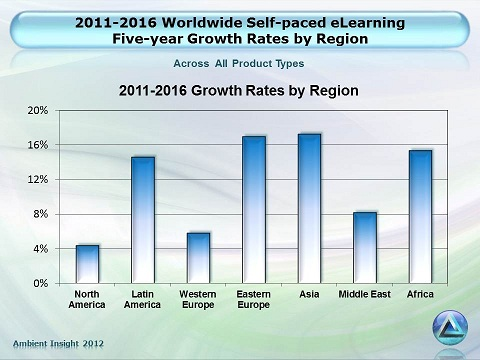 2011-2016 Worldwide Self-paced eLearning
Five-year Growth Rates by Region
Across All Product Types
2011-2016 Growth Rates by Region
20%
16%
12%
8%
4%
0%
North
America
Latin
America
Western
Europe
Eastern
Europe
Asia
Middle East
Africa
Ambient Insight 2012